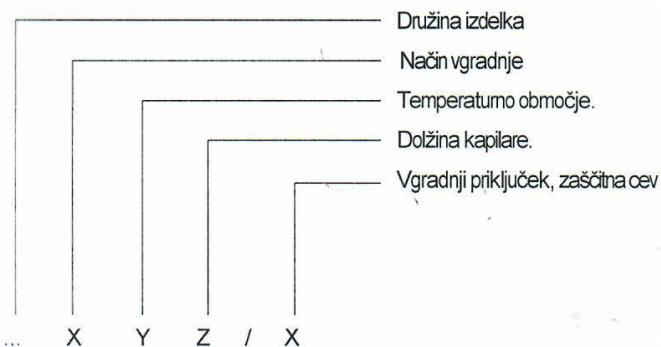 Družina izdelka
Način vgradnje
Temperaturno območje.
Dolžina kapilare.
Vgradnji priključek, zaščitna cev
... X Y Z / X